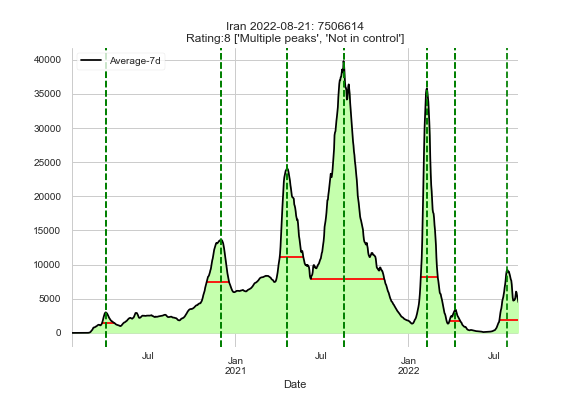 Iran 2022-08-21: 7506614
Rating:8 ['Multiple peaks', 'Not in control']
Average-7d
40000
35000
30000
25000
20000
15000
10000
5000
0
Jul
Jan
2021
Jul
Jan
2022
Jul
Date